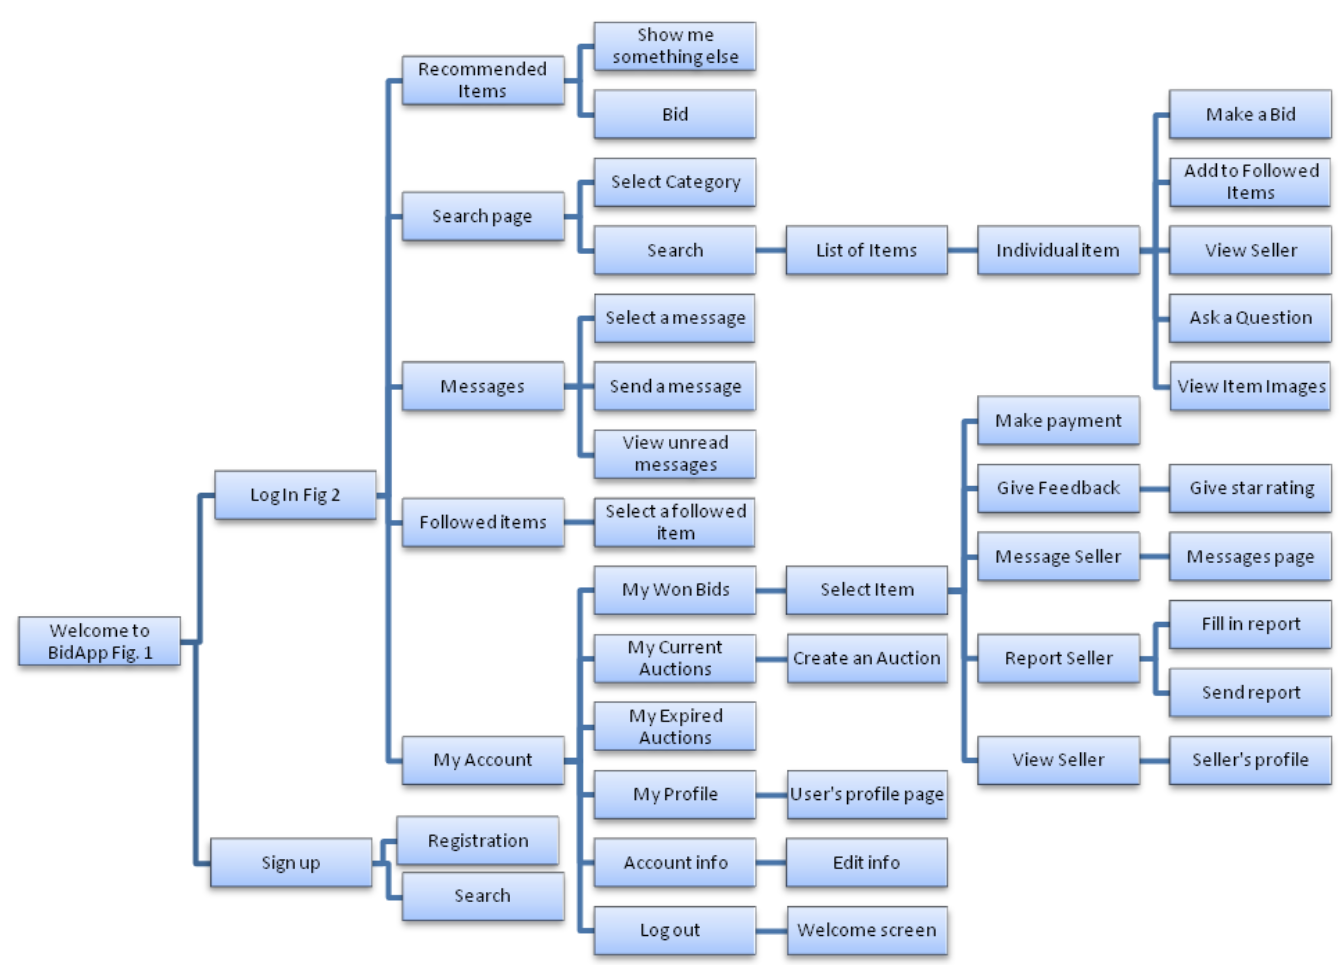 Show me
something else
Recommended
Items
Bid
Make a Bid
Select Category
Add to Followed
Items
Search page
Search
List of Items
Individual item
View Seller
Select a message
Ask a Question
Messages
Send a message
View Item Images
View unread
messages
Make payment
Log In Fig 2
Give Feedback
Give star rating
Followed items
Select a followed
item
Message Seller
Messages page
My Won Bids
Select Item
Fill in report
Welcome to
BidApp Fig. 1
My Current
Auctions
Create an Auction
Report Seller
Send report
My Expired
Auctions
My Account
View Seller
Seller's profile
My Profile
User's profile page
Registration
Sign up
Account info
Edit info
Search
Log out
Welcome screen